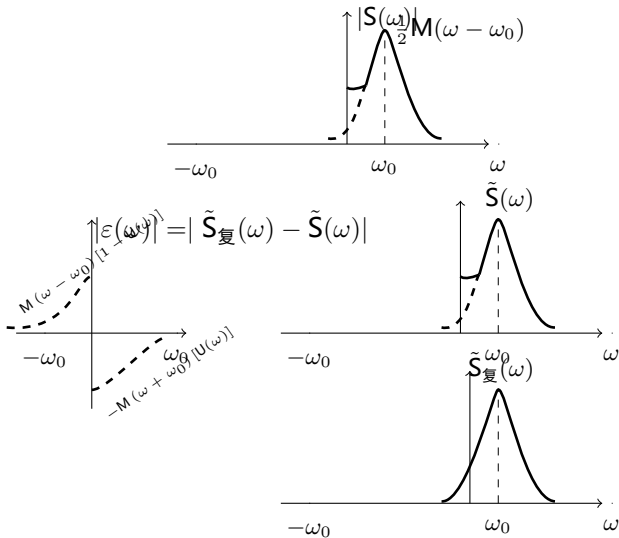 |S(ω)|
½M(ω − ω₀)
−ω₀ ω₀ ω
S̃(ω)
|ε(ω)| =| S̃复(ω) − S̃(ω)|
M (ω − ω₀) [1 − U(ω)]
−ω₀ ω₀
−M (ω + ω₀) [U(ω)]
−ω₀ ω₀ ω
S̃复(ω)
−ω₀ ω₀ ω